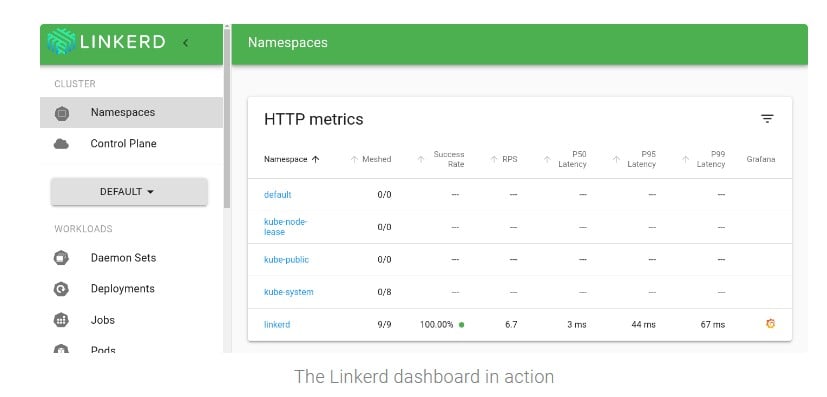 LINKERD
Namespaces
CLUSTER
Namespaces
Control Plane
DEFAULT
WORKLOADS
Daemon Sets
Deployments
Jobs
Pods
HTTP metrics
Namespace Meshed Success Rate RPS P50 Latency P95 Latency P99 Latency Grafana
default 0/0 --- --- --- --- ---
kube-node-
lease 0/0 --- --- --- --- ---
kube-public 0/0 --- --- --- --- ---
kube-system 0/8 --- --- --- --- ---
linkerd 9/9 100.00% 6.7 3 ms 44 ms 67 ms
The Linkerd dashboard in action